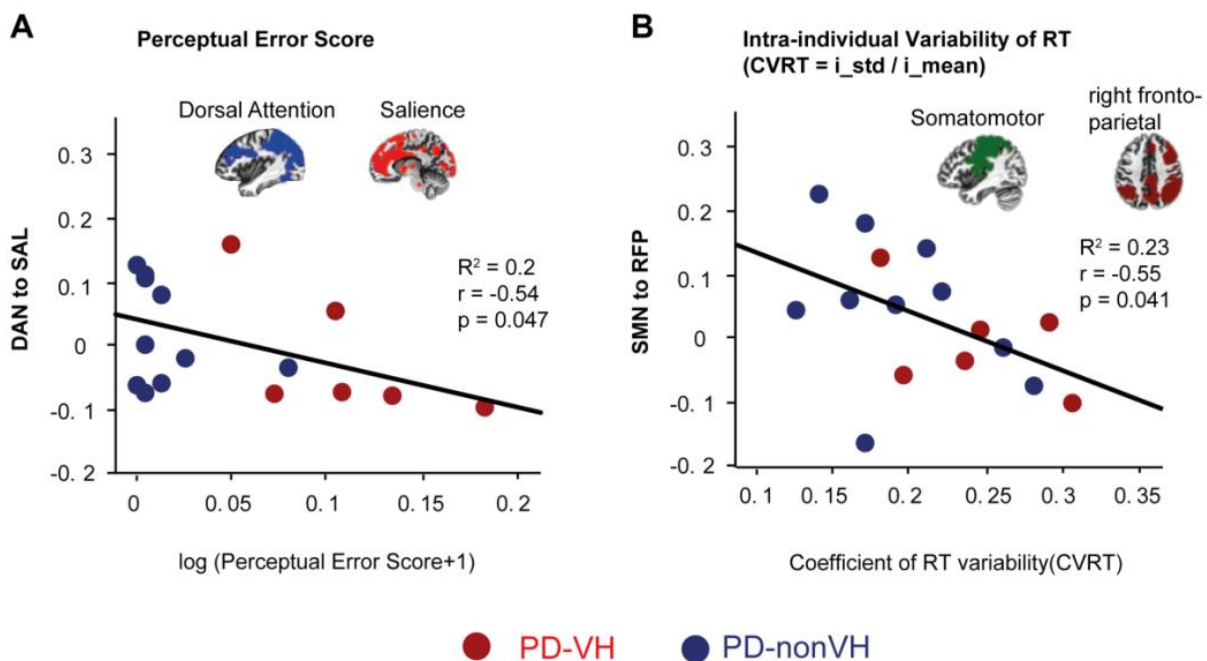 A
Perceptual Error Score
Dorsal Attention
Salience
0.3
0.2
0.1
0
- 0. 1
- 0. 2
DAN to SAL
R² = 0.2
r = -0.54
p = 0.047
0
0. 05
0. 1
0. 15
0. 2
log (Perceptual Error Score+1)
B
Intra-individual Variability of RT
(CVRT = i_std / i_mean)
Somatomotor
right fronto-
parietal
0.3
0.2
0.1
0
-0. 1
-0. 2
SMN to RFP
R² = 0.23
r = -0.55
p = 0.041
0. 1
0. 15
0. 2
0. 25
0. 3
0. 35
Coefficient of RT variability(CVRT)
PD-VH
PD-nonVH